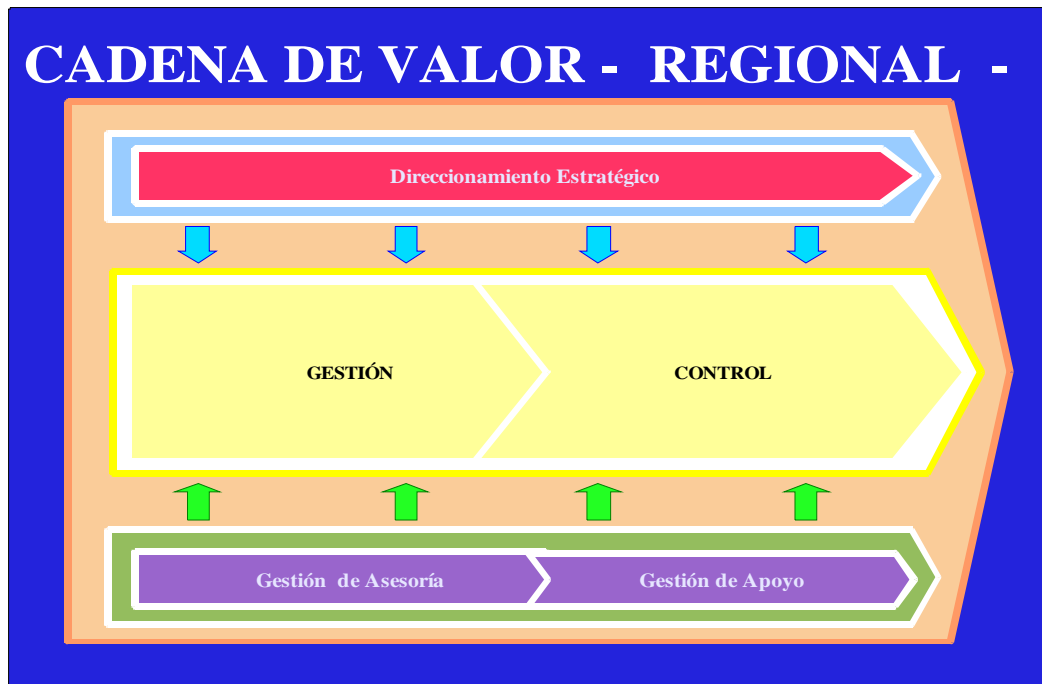 CADENA DE VALOR - REGIONAL -
Direccionamiento Estratégico
GESTIÓN
CONTROL
Gestión de Asesoría
Gestión de Apoyo